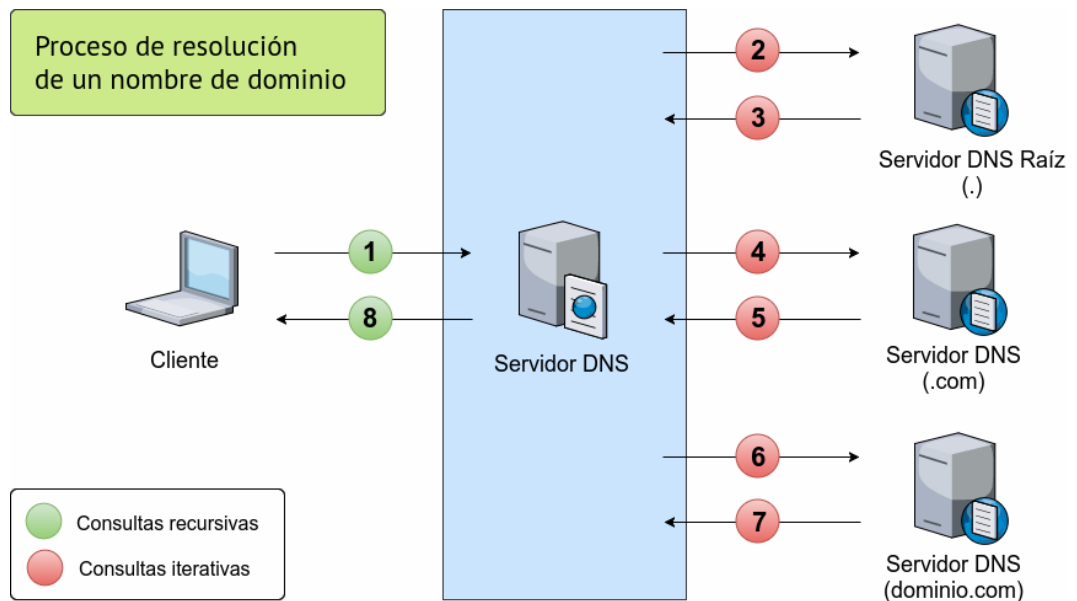 Proceso de resolución
de un nombre de dominio
2
3
Servidor DNS Raíz
(.)
1
8
Cliente
Servidor DNS
4
5
Servidor DNS
(.com)
6
7
Servidor DNS
(dominio.com)
Consultas recursivas
Consultas iterativas